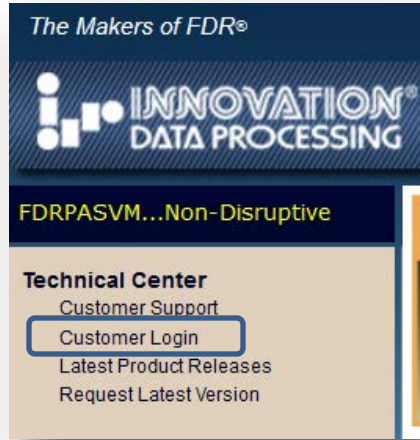 The Makers of FDR®
INNOVATION®
DATA PROCESSING
FDRPASVM...Non-Disruptive
Technical Center
Customer Support
Customer Login
Latest Product Releases
Request Latest Version